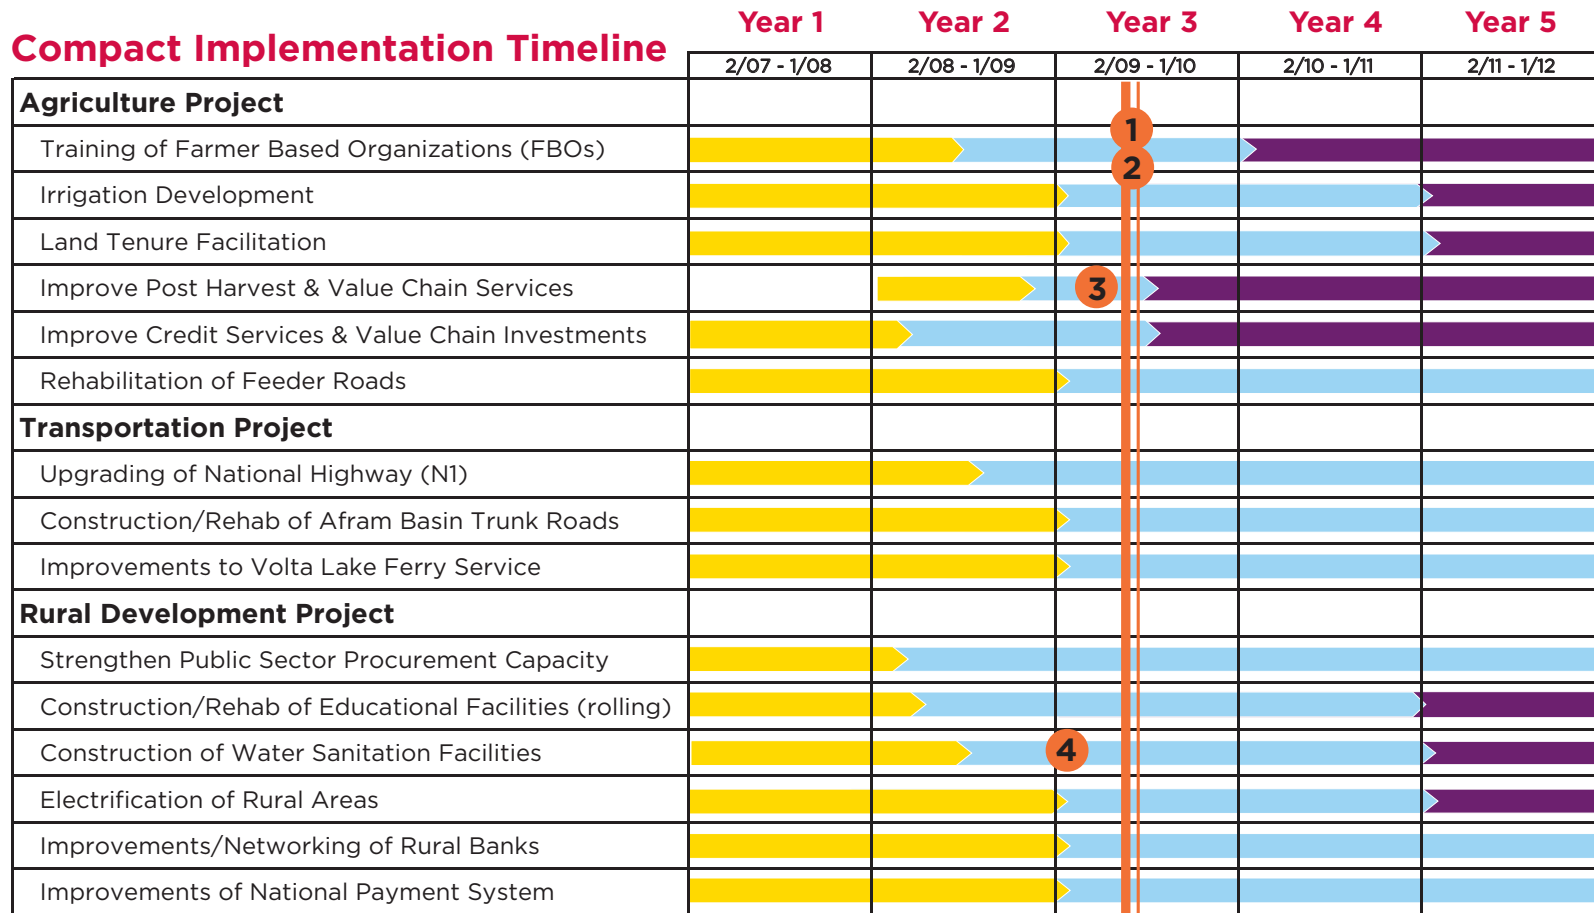 Year 1 Year 2 Year 3 Year 4 Year 5
Compact Implementation Timeline
2/07 - 1/08 2/08 - 1/09 2/09 - 1/10 2/10 - 1/11 2/11 - 1/12
Agriculture Project
1
Training of Farmer Based Organizations (FBOs)
2
Irrigation Development
Land Tenure Facilitation
Improve Post Harvest & Value Chain Services 3
Improve Credit Services & Value Chain Investments
Rehabilitation of Feeder Roads
Transportation Project
Upgrading of National Highway (N1)
Construction/Rehab of Afram Basin Trunk Roads
Improvements to Volta Lake Ferry Service
Rural Development Project
Strengthen Public Sector Procurement Capacity
Construction/Rehab of Educational Facilities (rolling)
Construction of Water Sanitation Facilities 4
Electrification of Rural Areas
Improvements/Networking of Rural Banks
Improvements of National Payment System